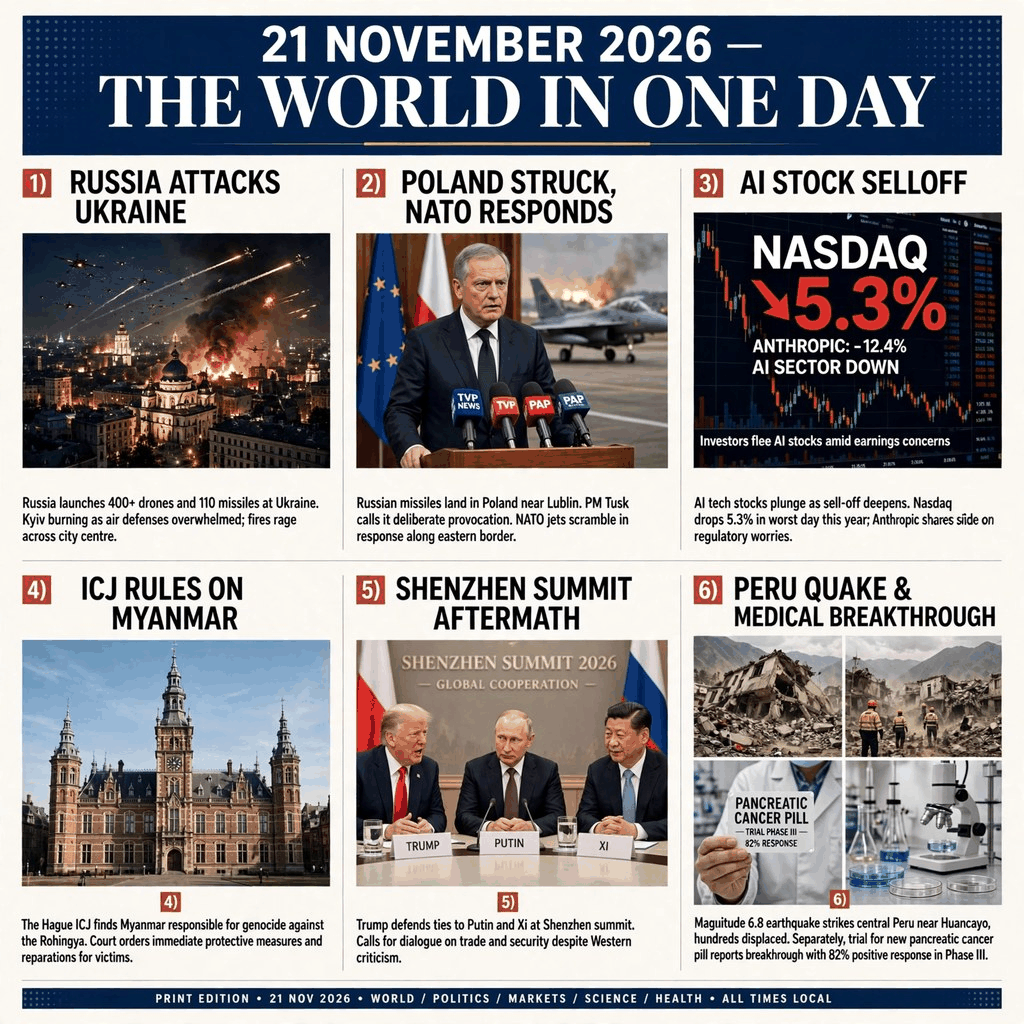 21 NOVEMBER 2026 —
THE WORLD IN ONE DAY
1) RUSSIA ATTACKS
UKRAINE
Russia launches 400+ drones and 110 missiles at Ukraine.
Kyiv burning as air defenses overwhelmed; fires rage
across city centre.
2) POLAND STRUCK,
NATO RESPONDS
TVP
NEWS
TVP
PAP
PAP
Russian missiles land in Poland near Lublin. PM Tusk
calls it deliberate provocation. NATO jets scramble in
response along eastern border.
3) AI STOCK SELLOFF
NASDAQ
5.3%
ANTHROPIC: -12.4%
AI SECTOR DOWN
Investors flee AI stocks amid earnings concerns
AI tech stocks plunge as sell-off deepens. Nasdaq
drops 5.3% in worst day this year; Anthropic shares slide on
regulatory worries.
4) ICJ RULES ON
MYANMAR
4)
The Hague ICJ finds Myanmar responsible for genocide against
the Rohingya. Court orders immediate protective measures and
reparations for victims.
5) SHENZHEN SUMMIT
AFTERMATH
SHENZHEN SUMMIT 2026
— GLOBAL COOPERATION —
TRUMP
PUTIN
XI
5)
Trump defends ties to Putin and Xi at Shenzhen summit.
Calls for dialogue on trade and security despite Western
criticism.
6) PERU QUAKE &
MEDICAL BREAKTHROUGH
PANCREATIC
CANCER PILL
— TRIAL PHASE III —
82% RESPONSE
6)
Maguitude 6.8 earthquake strikes central Peru near Huancayo,
hundreds displaced. Separately, trial for new pancreatic cancer
pill reports breakhrough with 82% positive response in Phase III.
PRINT EDITION • 21 NOV 2026 • WORLD / POLITICS / MARKETS / SCIENCE / HEALTH • ALL TIMES LOCAL